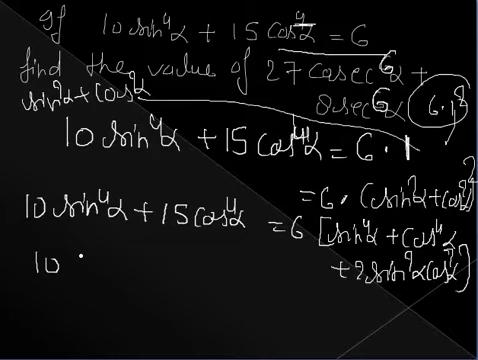 If 10 sin⁴α + 15 cos⁴α = 6
find the value of 27 cosec⁶α +
8 sec⁶α
6·1²
sin²α + cos²α
10 sin⁴α + 15 cos⁴α = 6·1
= 6·(sin²α + cos²α)²
10 sin⁴α + 15 cos⁴α = 6 [sin⁴α + cos⁴α
+ 2 sin²α cos²α]
10